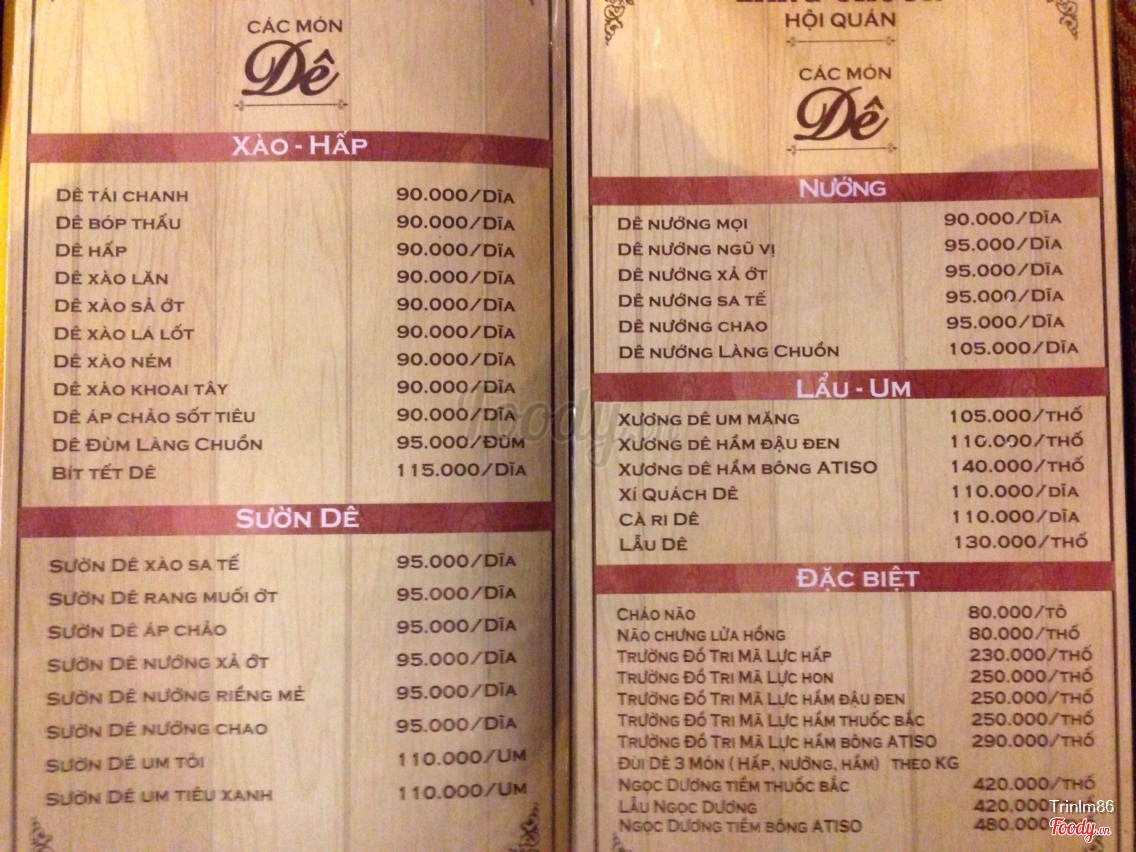 CÁC MÓN
Dê
XÀO - HẤP
DÊ TÁI CHANH 90.000/DĨA
DÊ BÓP THẤU 90.000/DĨA
DÊ HẤP 90.000/DĨA
DÊ XÀO LĂN 90.000/DĨA
DÊ XÀO SẢ ỚT 90.000/DĨA
DÊ XÀO LÁ LỐT 90.000/DĨA
DÊ XÀO NÉM 90.000/DĨA
DÊ XÀO KHOAI TÂY 90.000/DĨA
DÊ ÁP CHẢO SỐT TIÊU 90.000/DĨA
DÊ ĐÙM LÀNG CHUỒN 95.000/ĐÙM
BÍT TẾT DÊ 115.000/DĨA
SƯỜN DÊ
SƯỜN DÊ XÀO SA TẾ 95.000/DĨA
SƯỜN DÊ RANG MUỐI ỚT 95.000/DĨA
SƯỜN DÊ ÁP CHẢO 95.000/DĨA
SƯỜN DÊ NƯỚNG XẢ ỚT 95.000/DĨA
SƯỜN DÊ NƯỚNG RIỀNG MẺ 95.000/DĨA
SƯỜN DÊ NƯỚNG CHAO 95.000/DĨA
SƯỜN DÊ UM TỎI 110.000/UM
SƯỜN DÊ UM TIÊU XANH 110.000/UM
HỘI QUÁN
CÁC MÓN
Dê
NƯỚNG
DÊ NƯỚNG MỌI 90.000/DĨA
DÊ NƯỚNG NGŨ VỊ 95.000/DĨA
DÊ NƯỚNG XẢ ỚT 95.000/DĨA
DÊ NƯỚNG SA TẾ 95.000/DĨA
DÊ NƯỚNG CHAO 95.000/DĨA
DÊ NƯỚNG LÀNG CHUỒN 105.000/DĨA
LẨU - UM
XƯƠNG DÊ UM MĂNG 105.000/THỐ
XƯƠNG DÊ HẦM ĐẬU ĐEN 110.000/THỐ
XƯƠNG DÊ HẦM BÔNG ATISO 140.000/THỐ
XÍ QUÁCH DÊ 110.000/DĨA
CÀ RI DÊ 110.000/DĨA
LẨU DÊ 130.000/THỐ
ĐẶC BIỆT
CHÁO NÃO 80.000/TÔ
NÃO CHƯNG LỬA HỒNG 80.000/THỐ
TRƯỜNG ĐỒ TRI MÃ LỰC HẤP 230.000/THỐ
TRƯỜNG ĐỒ TRI MÃ LỰC HON 250.000/THỐ
TRƯỜNG ĐỒ TRI MÃ LỰC HẦM ĐẬU ĐEN 250.000/THỐ
TRƯỜNG ĐỒ TRI MÃ LỰC HẦM THUỐC BẮC 250.000/THỐ
TRƯỜNG ĐỒ TRI MÃ LỰC HẦM BÔNG ATISO 290.000/THỐ
ĐÙI DÊ 3 MÓN (HẤP, NƯỚNG, HẦM) THEO KG
NGỌC DƯƠNG TIỀM THUỐC BẮC 420.000/THỐ
LẨU NGỌC DƯƠNG 420.000
NGỌC DƯƠNG TIỀM BÔNG ATISO 480.000
foody
TrinIm86
Foody.vn